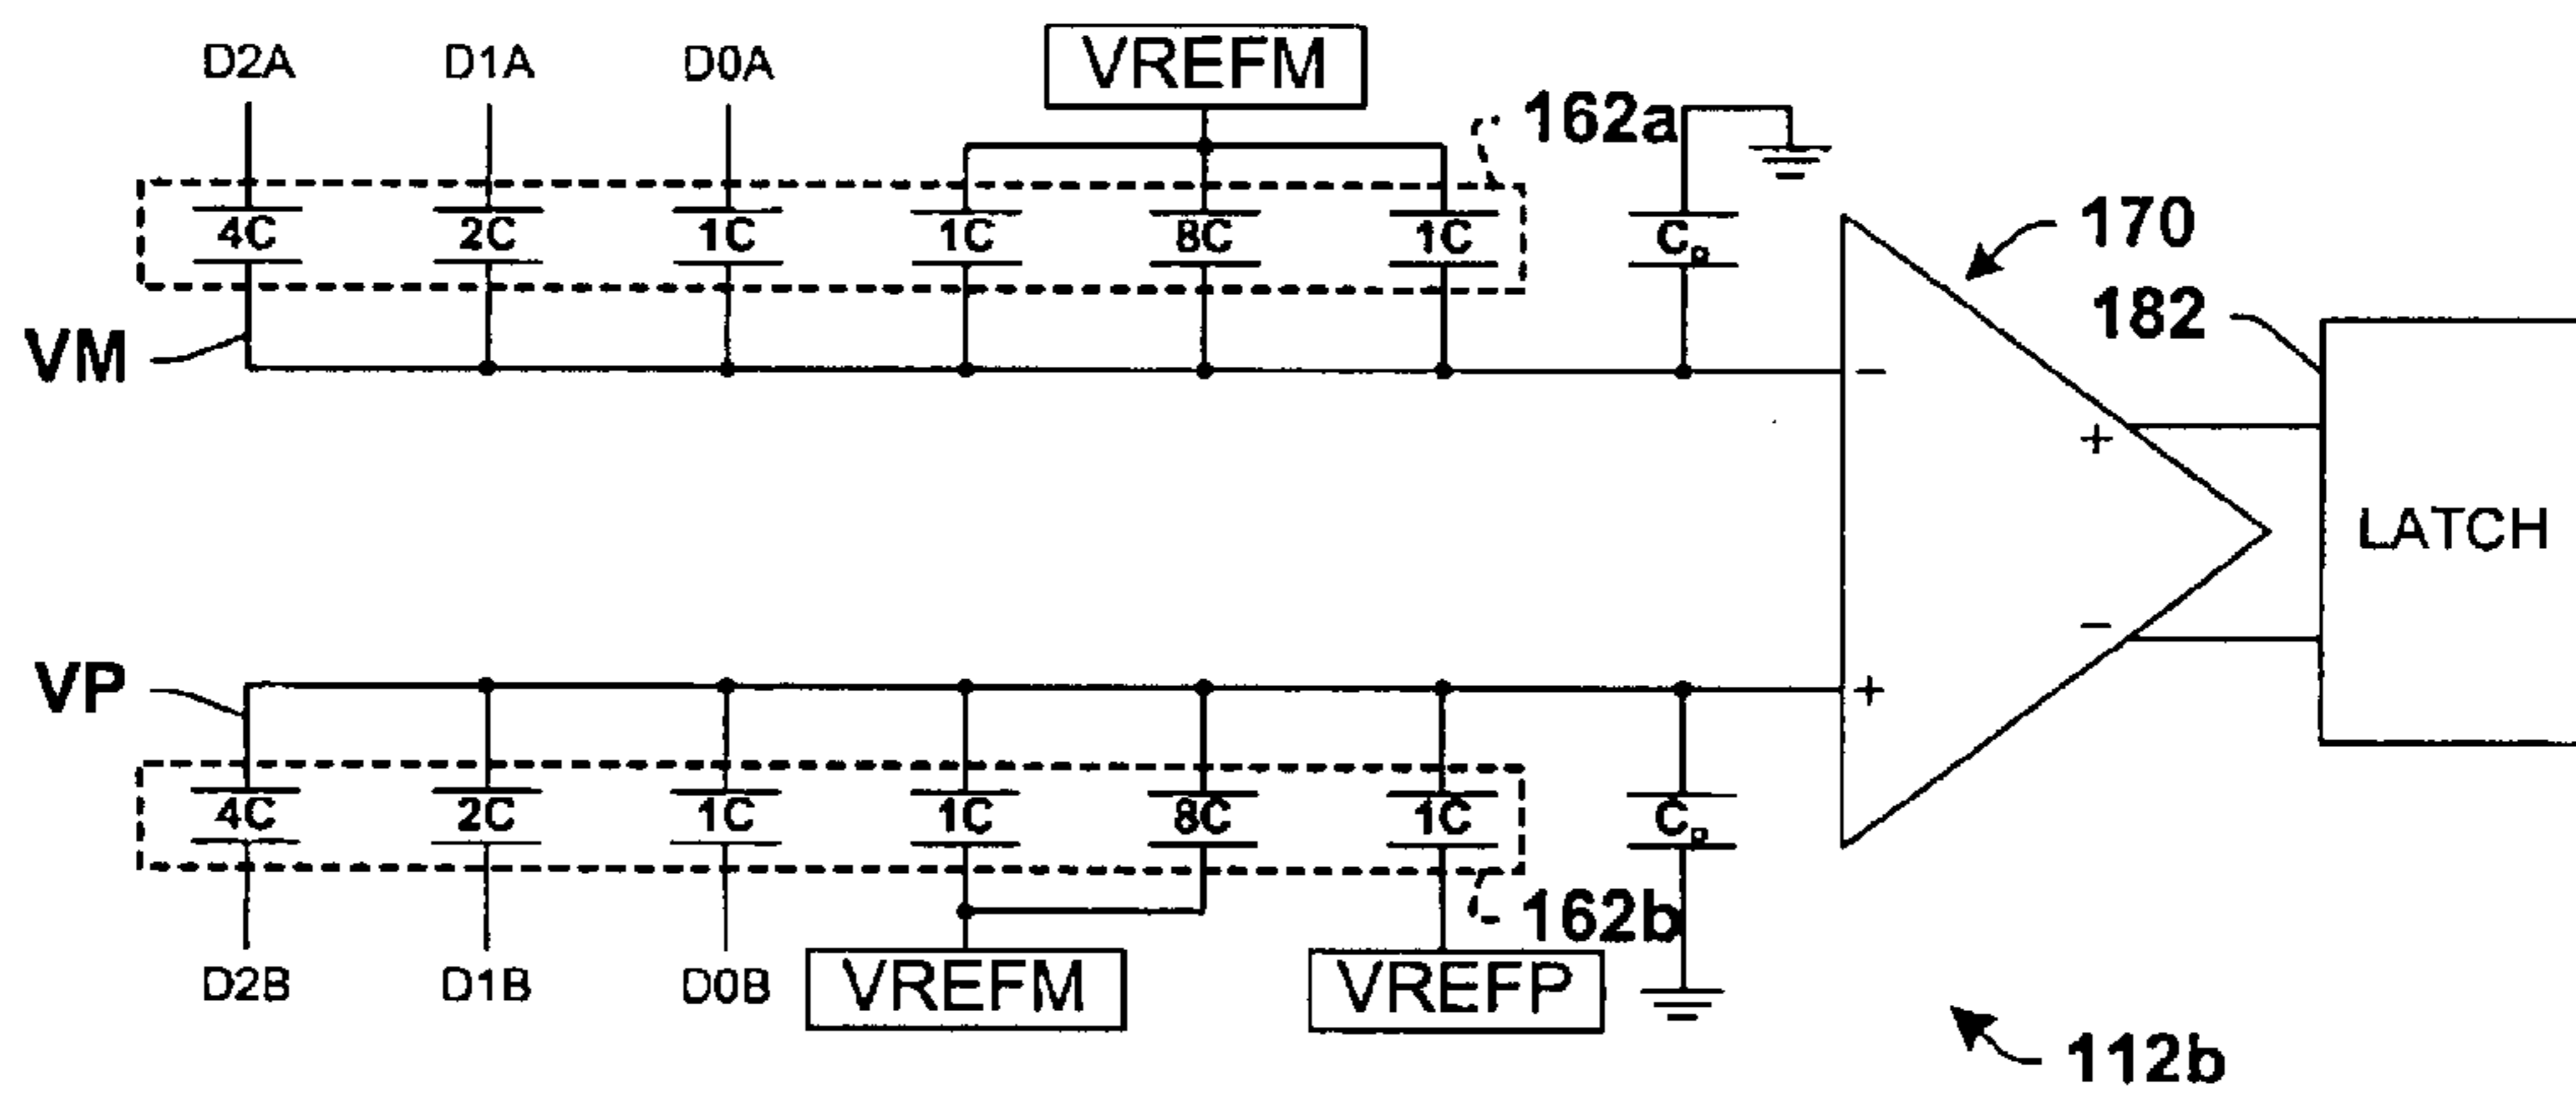 D2A D1A D0A VREFM 162a
4C 2C 1C 1C 8C 1C Cp 170
182
VM −
+
LATCH
−
VP +
4C 2C 1C 1C 8C 1C Cp
162b
D2B D1B D0B VREFM VREFP
112b